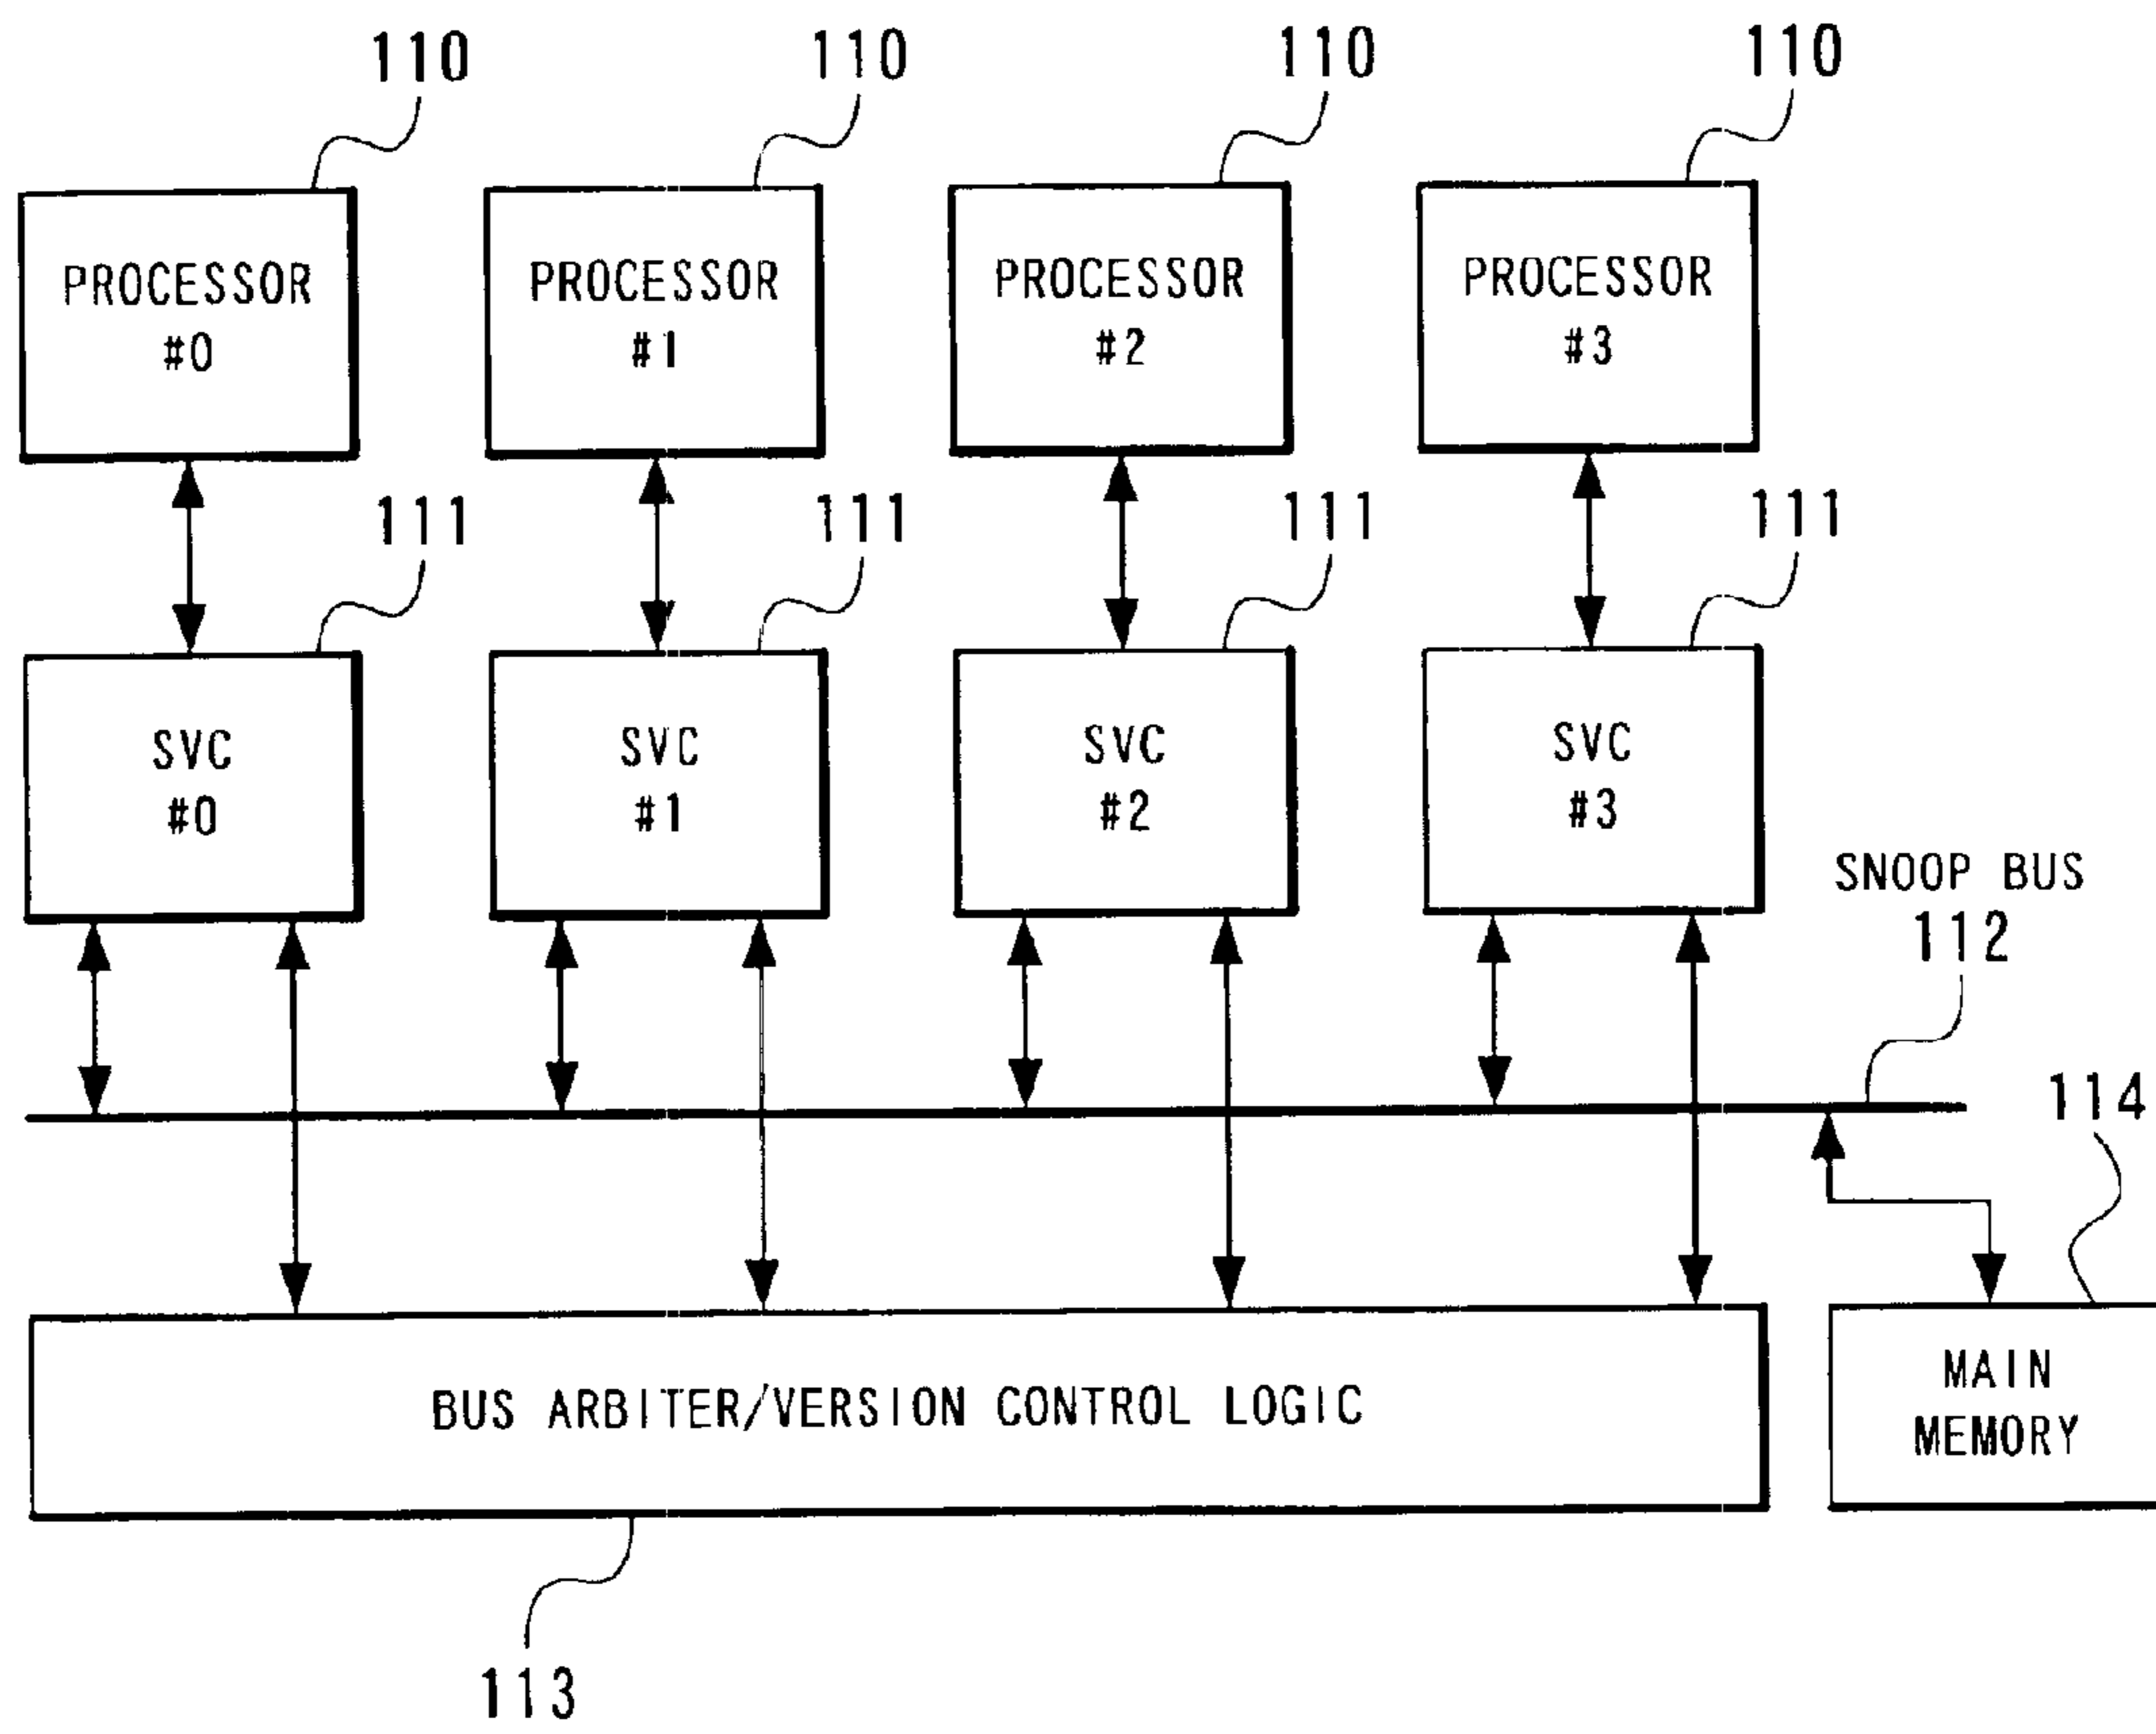 110 110 110 110
PROCESSOR
#0
PROCESSOR
#1
PROCESSOR
#2
PROCESSOR
#3
111 111 111 111
SVC
#0
SVC
#1
SVC
#2
SVC
#3
SNOOP BUS
112
114
BUS ARBITER/VERSION CONTROL LOGIC
MAIN
MEMORY
113